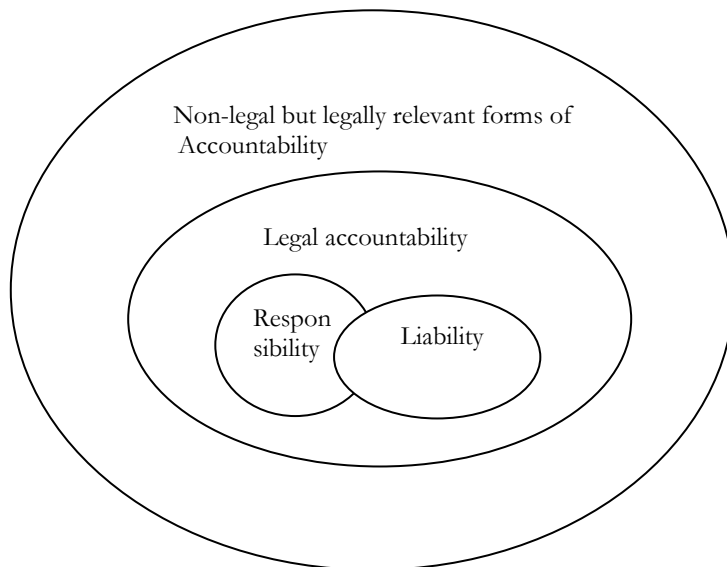 Non-legal but legally relevant forms of
Accountability
Legal accountability
Respon
sibility
Liability